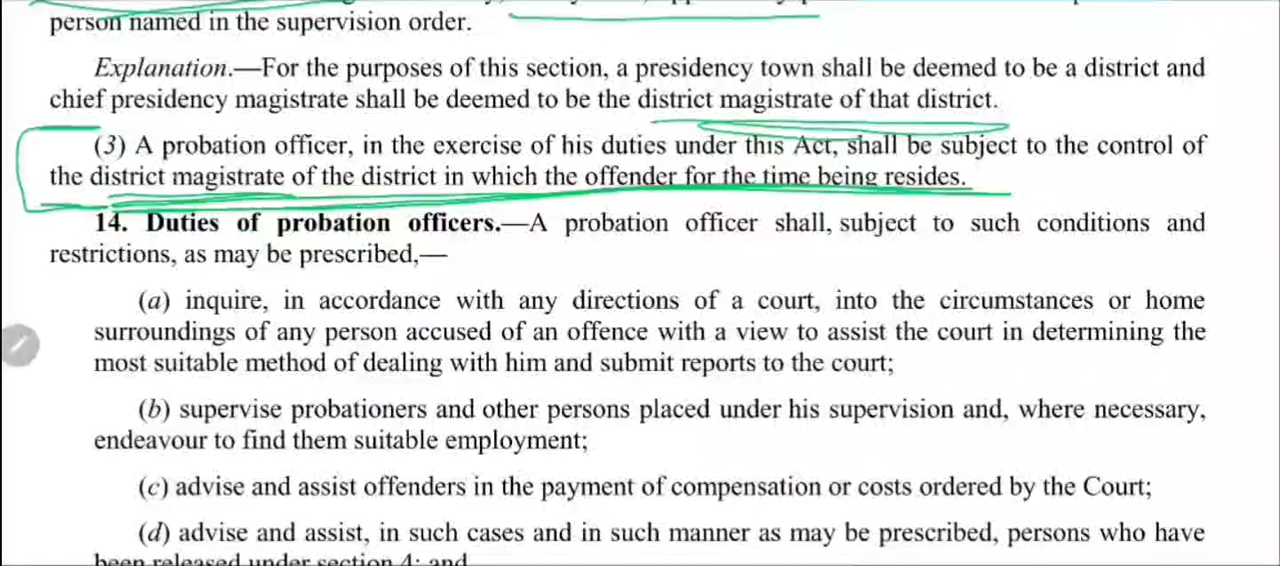 person named in the supervision order.
Explanation.—For the purposes of this section, a presidency town shall be deemed to be a district and
chief presidency magistrate shall be deemed to be the district magistrate of that district.
(3) A probation officer, in the exercise of his duties under this Act, shall be subject to the control of
the district magistrate of the district in which the offender for the time being resides.
14. Duties of probation officers.—A probation officer shall, subject to such conditions and
restrictions, as may be prescribed,—
(a) inquire, in accordance with any directions of a court, into the circumstances or home
surroundings of any person accused of an offence with a view to assist the court in determining the
most suitable method of dealing with him and submit reports to the court;
(b) supervise probationers and other persons placed under his supervision and, where necessary,
endeavour to find them suitable employment;
(c) advise and assist offenders in the payment of compensation or costs ordered by the Court;
(d) advise and assist, in such cases and in such manner as may be prescribed, persons who have
been released under section 4; and